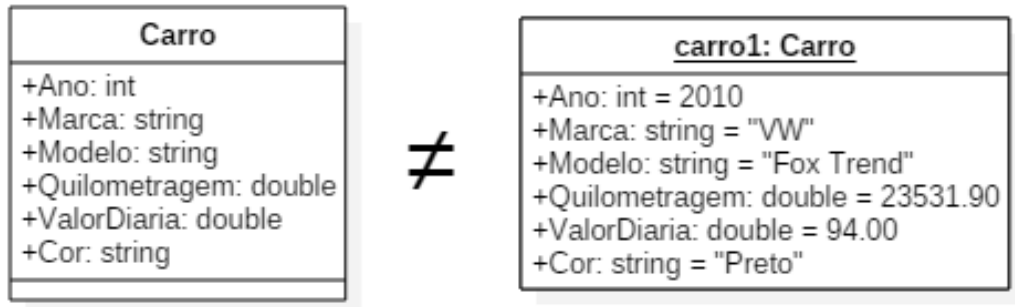 Carro
+Ano: int
+Marca: string
+Modelo: string
+Quilometragem: double
+ValorDiaria: double
+Cor: string
≠
carro1: Carro
+Ano: int = 2010
+Marca: string = "VW"
+Modelo: string = "Fox Trend"
+Quilometragem: double = 23531.90
+ValorDiaria: double = 94.00
+Cor: string = "Preto"